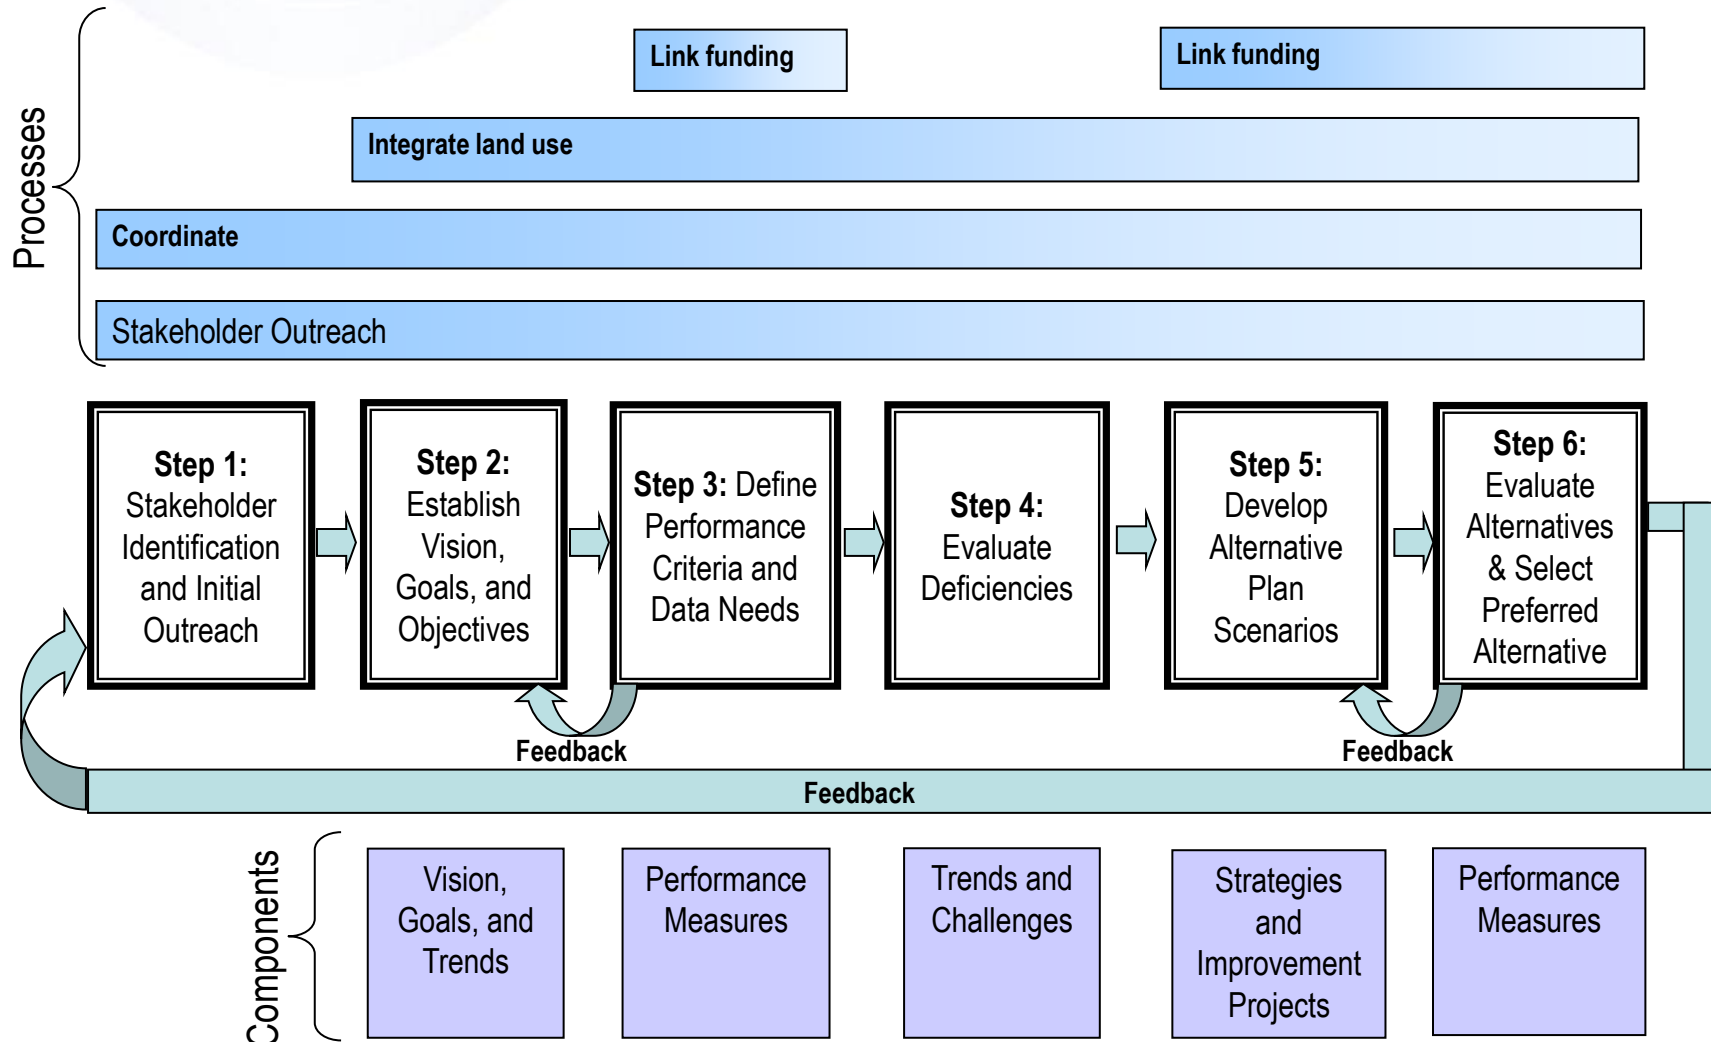 Processes
Link funding
Link funding
Integrate land use
Coordinate
Stakeholder Outreach
Step 1:
Stakeholder
Identification
and Initial
Outreach
Step 2:
Establish
Vision,
Goals, and
Objectives
Step 3: Define
Performance
Criteria and
Data Needs
Step 4:
Evaluate
Deficiencies
Step 5:
Develop
Alternative
Plan
Scenarios
Step 6:
Evaluate
Alternatives
& Select
Preferred
Alternative
Feedback
Feedback
Feedback
Components
Vision,
Goals, and
Trends
Performance
Measures
Trends and
Challenges
Strategies
and
Improvement
Projects
Performance
Measures